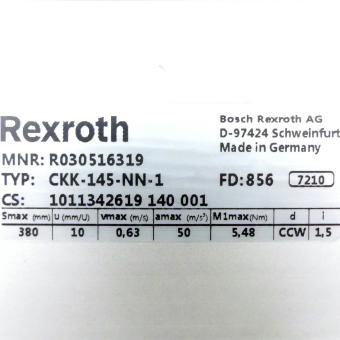 Rexroth
Bosch Rexroth AG
D-97424 Schweinfurt
Made in Germany
MNR: R030516319
TYP: CKK-145-NN-1 FD: 856 7210
CS: 1011342619 140 001
Smax (mm) u (mm/U) vmax (m/s) amax (m/s²) M1max(Nm) d i
380 10 0,63 50 5,48 CCW 1,5